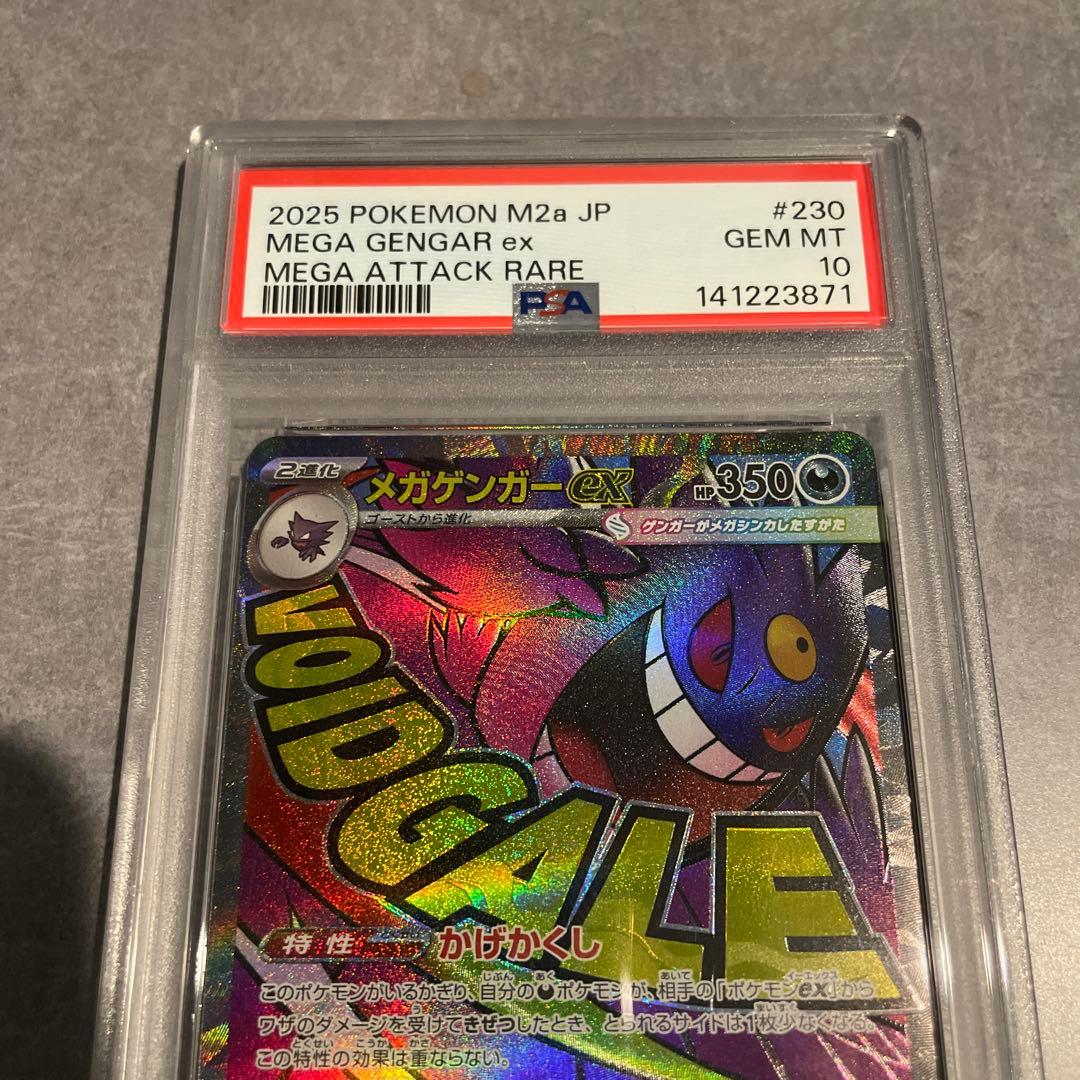 2025 POKEMON M2a JP #230
MEGA GENGAR ex GEM MT
MEGA ATTACK RARE 10
PSA 141223871
2進化 メガゲンガーex HP350
ゴーストから進化 ゲンガーがメガシンカしたすがた
VOIDGALE
特性 かげかくし
このポケモンがいるかぎり、自分のポケモンが、相手の「ポケモンex」から
ワザのダメージを受けてきぜつしたとき、とられるサイドは1枚少なくなる。
この特性の効果は重ならない。